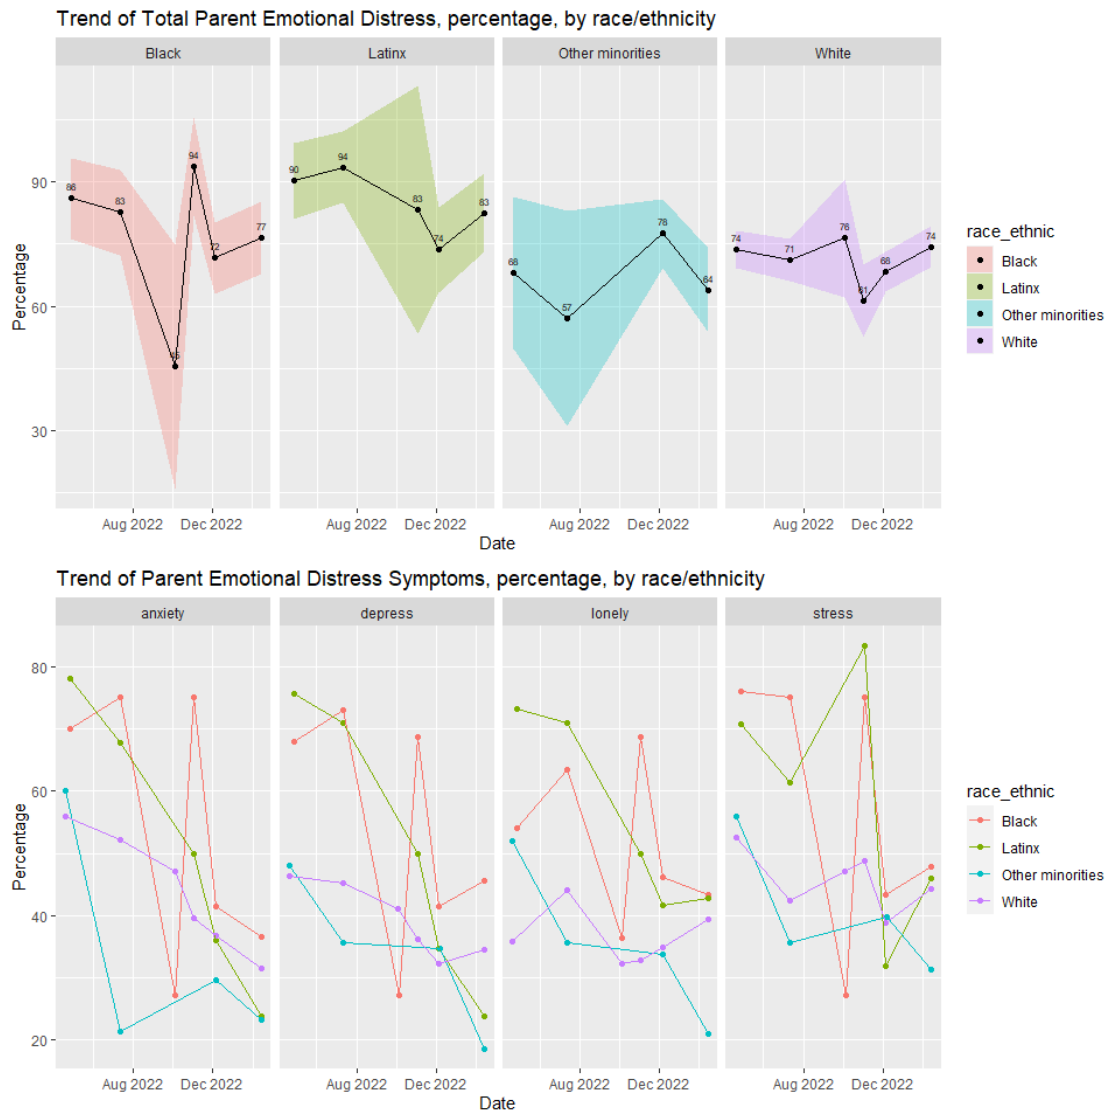 Trend of Total Parent Emotional Distress, percentage, by race/ethnicity
Black
Latinx
Other minorities
White
Percentage
90
60
30
86
83
94
72
77
90
94
83
74
83
68
57
78
64
74
71
76
61
68
74
Aug 2022
Dec 2022
Aug 2022
Dec 2022
Aug 2022
Dec 2022
Aug 2022
Dec 2022
Date
race_ethnic
Black
Latinx
Other minorities
White
Trend of Parent Emotional Distress Symptoms, percentage, by race/ethnicity
anxiety
depress
lonely
stress
Percentage
80
60
40
20
Aug 2022
Dec 2022
Aug 2022
Dec 2022
Aug 2022
Dec 2022
Aug 2022
Dec 2022
Date
race_ethnic
Black
Latinx
Other minorities
White